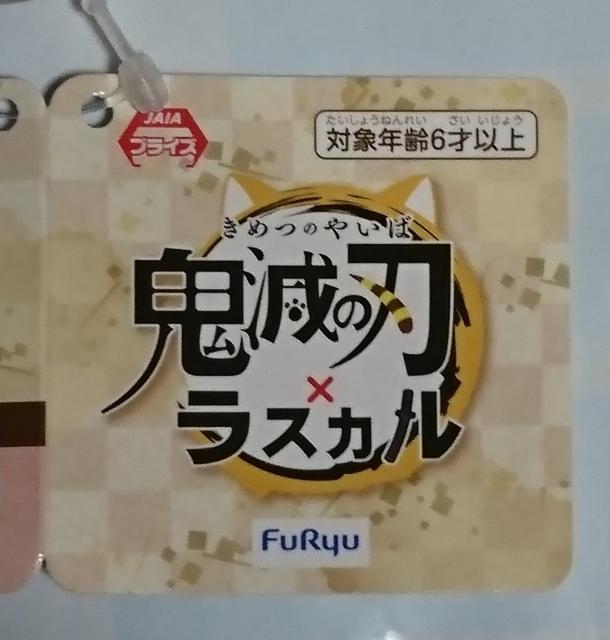 JAIA
プライズ
たいしょうねんれい さい いじょう
対象年齢6才以上
きめつのやいば
鬼滅の刃
×
ラスカル
FuRyu